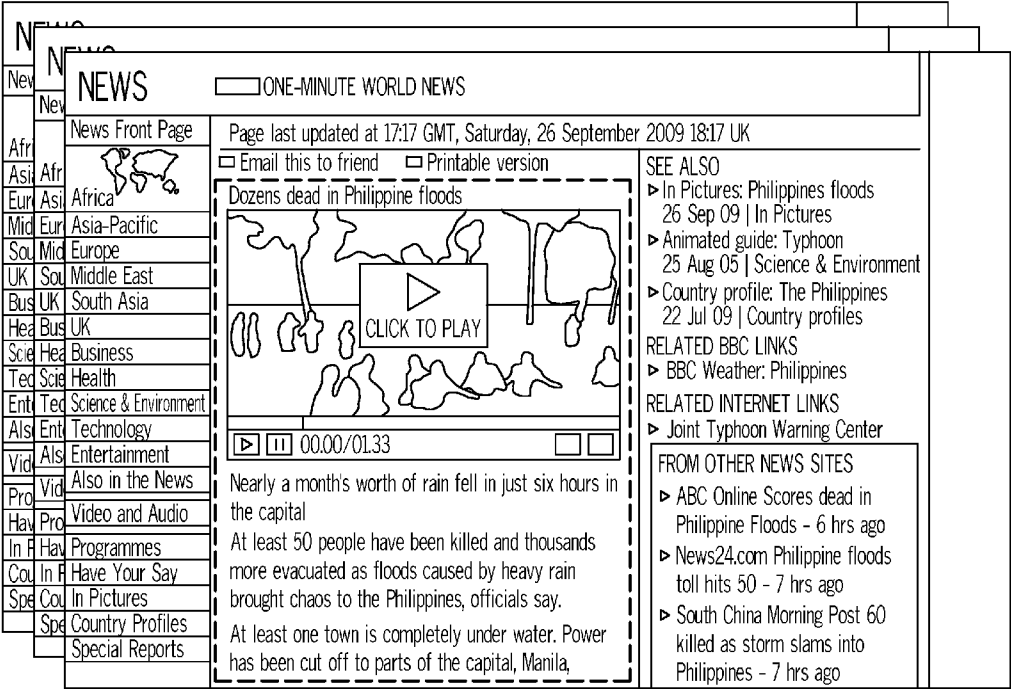 NEWS
ONE-MINUTE WORLD NEWS
News Front Page
Africa
Asia-Pacific
Europe
Middle East
South Asia
UK
Business
Health
Science & Environment
Technology
Entertainment
Also in the News
Video and Audio
Programmes
Have Your Say
In Pictures
Country Profiles
Special Reports
Page last updated at 17:17 GMT, Saturday, 26 September 2009 18:17 UK
Email this to friend
Printable version
Dozens dead in Philippine floods
CLICK TO PLAY
00.00/01.33
Nearly a month's worth of rain fell in just six hours in
the capital
At least 50 people have been killed and thousands
more evacuated as floods caused by heavy rain
brought chaos to the Philippines, officials say.
At least one town is completely under water. Power
has been cut off to parts of the capital, Manila,
SEE ALSO
In Pictures: Philippines floods
26 Sep 09 | In Pictures
Animated guide: Typhoon
25 Aug 05 | Science & Environment
Country profile: The Philippines
22 Jul 09 | Country profiles
RELATED BBC LINKS
BBC Weather: Philippines
RELATED INTERNET LINKS
Joint Typhoon Warning Center
FROM OTHER NEWS SITES
ABC Online Scores dead in
Philippine Floods - 6 hrs ago
News24.com Philippine floods
toll hits 50 - 7 hrs ago
South China Morning Post 60
killed as storm slams into
Philippines - 7 hrs ago